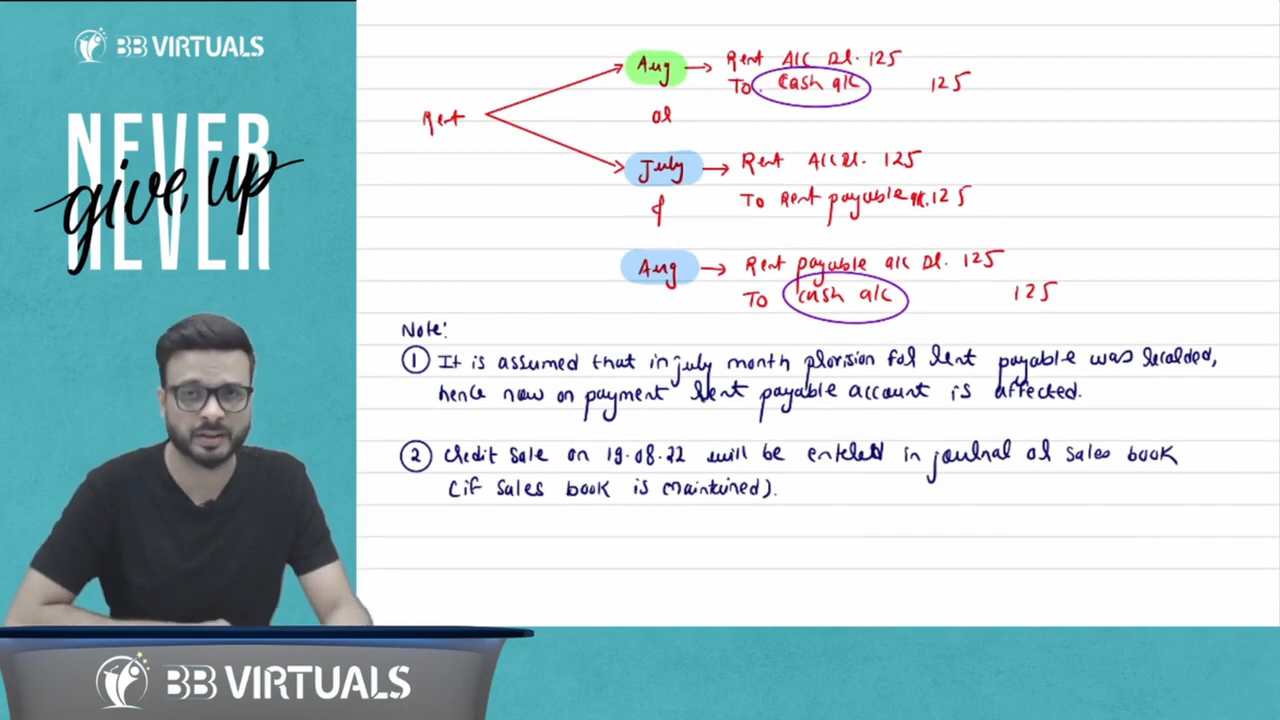 BB VIRTUALS
NEVER
give up
NEVER
Rent
Aug → Rent A/c Dr. 125
To. Cash a/c 125
or
July → Rent A/c Dr. 125
To Rent payable a/c. 125
&
Aug → Rent payable a/c Dr. 125
To cash a/c 125
Note:
① It is assumed that in july month provision for rent payable was recorded,
hence now on payment rent payable account is affected.
② Credit sale on 19.08.22 will be entered in journal or sales book
(if sales book is maintained).
BB VIRTUALS